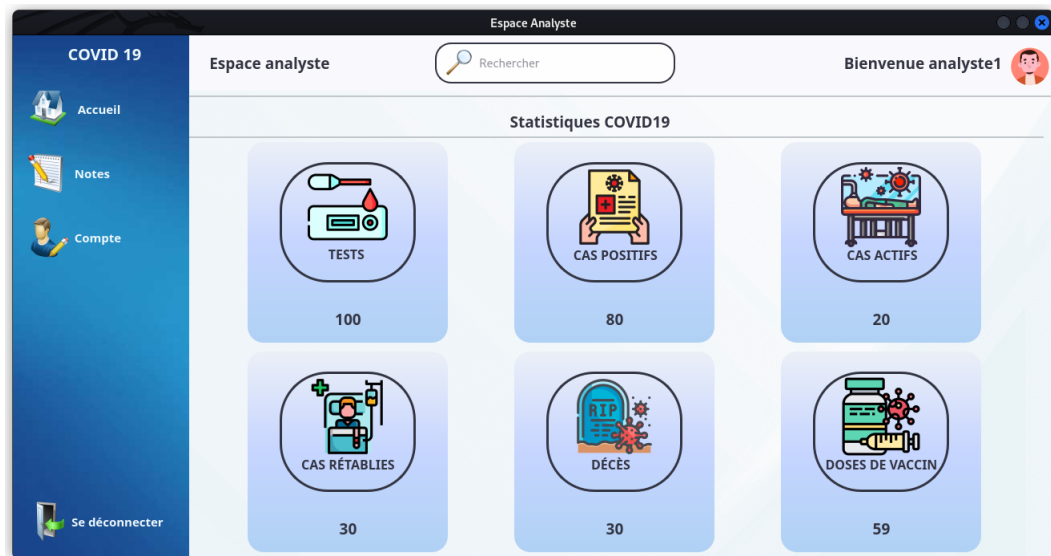 Espace Analyste
COVID 19
Accueil
Notes
Compte
Se déconnecter
Espace analyste
Rechercher
Bienvenue analyste1
Statistiques COVID19
TESTS
100
CAS POSITIFS
80
CAS ACTIFS
20
CAS RÉTABLIES
30
RIP
DÉCÈS
30
DOSES DE VACCIN
59